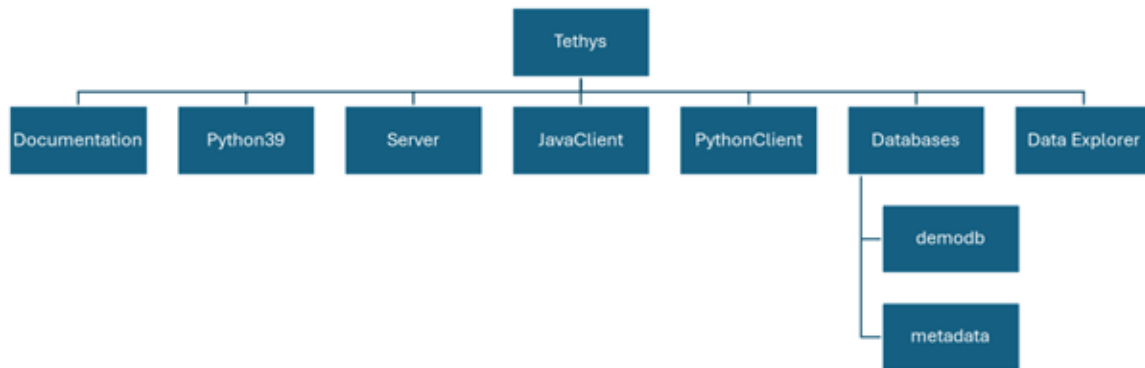 Tethys
Documentation
Python39
Server
JavaClient
PythonClient
Databases
Data Explorer
demodb
metadata